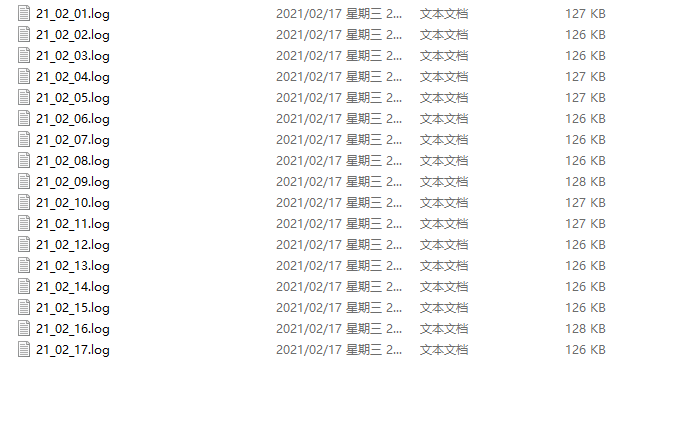 21_02_01.log 2021/02/17 星期三 2... 文本文档 127 KB
21_02_02.log 2021/02/17 星期三 2... 文本文档 126 KB
21_02_03.log 2021/02/17 星期三 2... 文本文档 126 KB
21_02_04.log 2021/02/17 星期三 2... 文本文档 127 KB
21_02_05.log 2021/02/17 星期三 2... 文本文档 127 KB
21_02_06.log 2021/02/17 星期三 2... 文本文档 126 KB
21_02_07.log 2021/02/17 星期三 2... 文本文档 126 KB
21_02_08.log 2021/02/17 星期三 2... 文本文档 126 KB
21_02_09.log 2021/02/17 星期三 2... 文本文档 128 KB
21_02_10.log 2021/02/17 星期三 2... 文本文档 127 KB
21_02_11.log 2021/02/17 星期三 2... 文本文档 127 KB
21_02_12.log 2021/02/17 星期三 2... 文本文档 126 KB
21_02_13.log 2021/02/17 星期三 2... 文本文档 126 KB
21_02_14.log 2021/02/17 星期三 2... 文本文档 126 KB
21_02_15.log 2021/02/17 星期三 2... 文本文档 126 KB
21_02_16.log 2021/02/17 星期三 2... 文本文档 128 KB
21_02_17.log 2021/02/17 星期三 2... 文本文档 126 KB